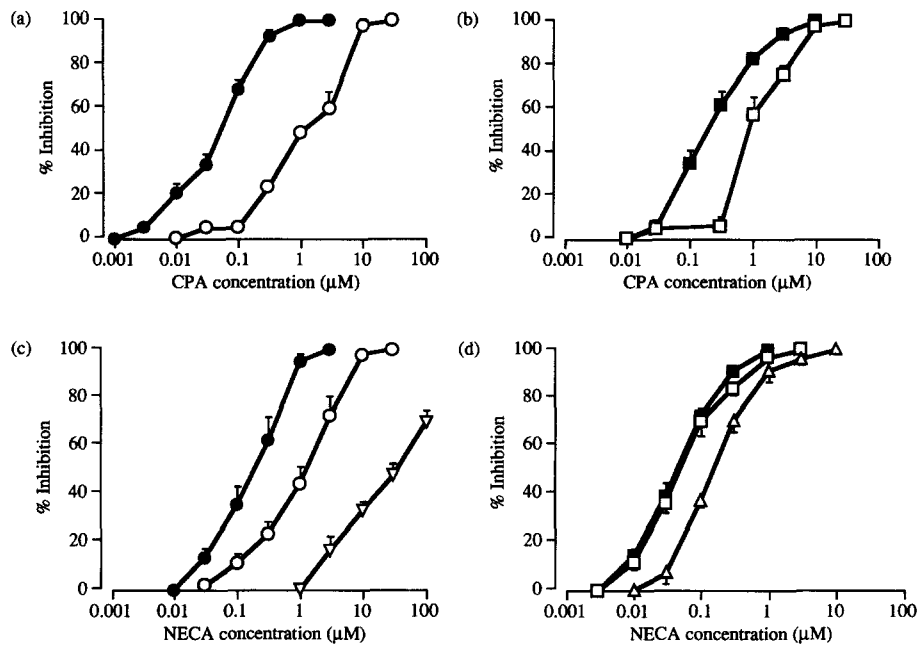 (a)
100
80
60
40
20
0
% Inhibition
0.001 0.01 0.1 1 10 100
CPA concentration (μM)
(b)
100
80
60
40
20
0
% Inhibition
0.001 0.01 0.1 1 10 100
CPA concentration (μM)
(c)
100
80
60
40
20
0
% Inhibition
0.001 0.01 0.1 1 10 100
NECA concentration (μM)
(d)
100
80
60
40
20
0
% Inhibition
0.001 0.01 0.1 1 10 100
NECA concentration (μM)